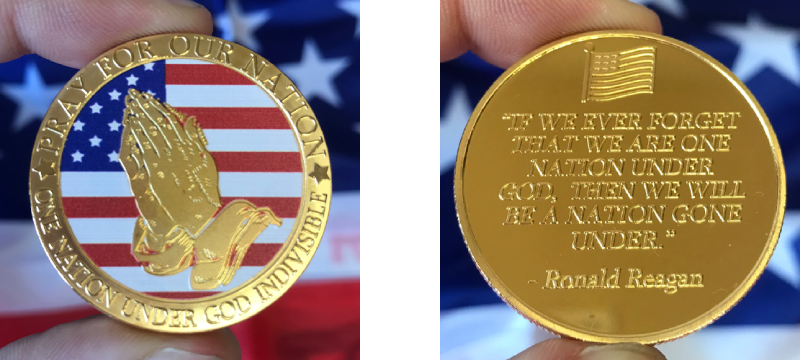 PRAY FOR OUR NATION
ONE NATION UNDER GOD INDIVISIBLE
"IF WE EVER FORGET
THAT WE ARE ONE
NATION UNDER
GOD, THEN WE WILL
BE A NATION GONE
UNDER."
- Ronald Reagan